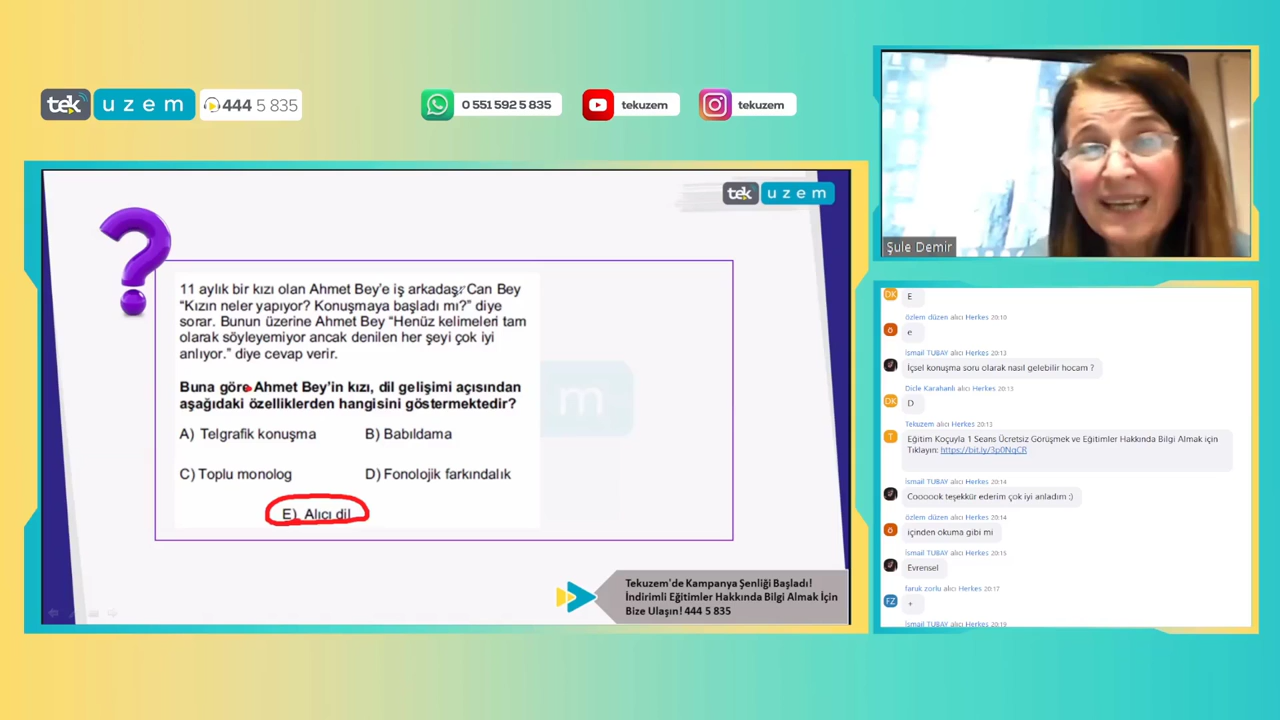 tek uzem 444 5 835
0 551 592 5 835
tekuzem
tekuzem
tek uzem
11 aylık bir kızı olan Ahmet Bey'e iş arkadaşı Can Bey
"Kızın neler yapıyor? Konuşmaya başladı mı?" diye
sorar. Bunun üzerine Ahmet Bey "Henüz kelimeleri tam
olarak söyleyemiyor ancak denilen her şeyi çok iyi
anlıyor." diye cevap verir.
Buna göre Ahmet Bey'in kızı, dil gelişimi açısından
aşağıdaki özelliklerden hangisini göstermektedir?
A) Telgrafik konuşma
B) Babıldama
C) Toplu monolog
D) Fonolojik farkındalık
E) Alıcı dil
m
Tekuzem'de Kampanya Şenliği Başladı!
İndirimli Eğitimler Hakkında Bilgi Almak İçin
Bize Ulaşın! 444 5 835
Şule Demir
DK
E
özlem düzen alıcı Herkes 20:10
ö
e
İsmail TUBAY alıcı Herkes 20:13
İçsel konuşma soru olarak nasıl gelebilir hocam ?
Dicle Karahanlı alıcı Herkes 20:13
DK
D
Tekuzem alıcı Herkes 20:13
T
Eğitim Koçuyla 1 Seans Ücretsiz Görüşmek ve Eğitimler Hakkında Bilgi Almak için
Tıklayın: https://bit.ly/3p0NqCR
İsmail TUBAY alıcı Herkes 20:14
Coooook teşekkür ederim çok iyi anladım :)
özlem düzen alıcı Herkes 20:14
ö
içinden okuma gibi mi
İsmail TUBAY alıcı Herkes 20:15
Evrensel
faruk zorlu alıcı Herkes 20:17
FZ
+
İsmail TUBAY alıcı Herkes 20:19